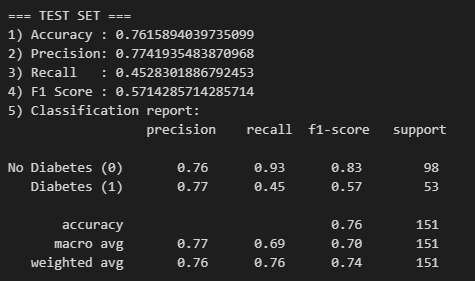 === TEST SET ===
1) Accuracy : 0.7615894039735099
2) Precision: 0.7741935483870968
3) Recall   : 0.4528301886792453
4) F1 Score : 0.5714285714285714
5) Classification report:
                  precision    recall  f1-score   support

No Diabetes (0)       0.76      0.93      0.83        98
   Diabetes (1)       0.77      0.45      0.57        53

       accuracy                           0.76       151
      macro avg       0.77      0.69      0.70       151
   weighted avg       0.76      0.76      0.74       151